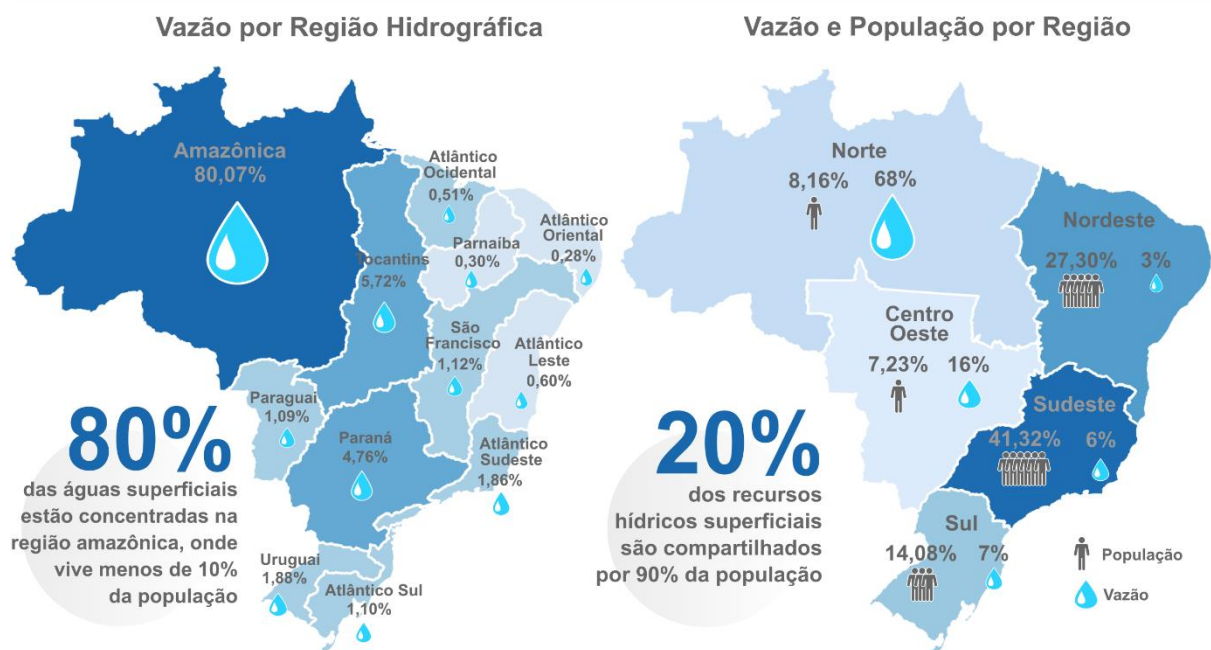 Vazão por Região Hidrográfica
Amazônica
80,07%
Atlântico
Ocidental
0,51%
Parnaíba
0,30%
Atlântico
Oriental
0,28%
Tocantins
5,72%
São
Francisco
1,12%
Atlântico
Leste
0,60%
Paraguai
1,09%
Paraná
4,76%
Atlântico
Sudeste
1,86%
Uruguai
1,88%
Atlântico Sul
1,10%
80%
das águas superficiais
estão concentradas na
região amazônica, onde
vive menos de 10%
da população
Vazão e População por Região
Norte
8,16% 68%
Nordeste
27,30% 3%
Centro
Oeste
7,23% 16%
Sudeste
41,32% 6%
Sul
14,08% 7%
20%
dos recursos
hídricos superficiais
são compartilhados
por 90% da população
População
Vazão